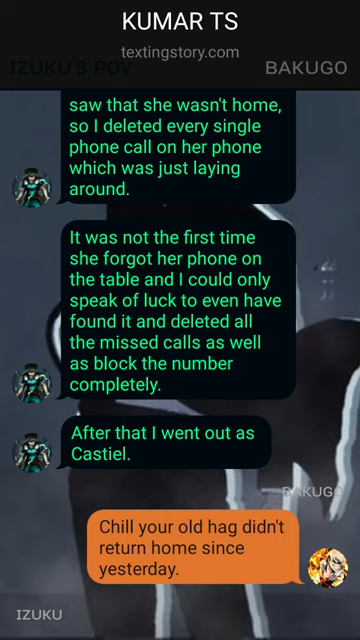 KUMAR TS
textingstory.com
IZUKU'S POV
BAKUGO
saw that she wasn't home,
so I deleted every single
phone call on her phone
which was just laying
around.
It was not the first time
she forgot her phone on
the table and I could only
speak of luck to even have
found it and deleted all
the missed calls as well
as block the number
completely.
After that I went out as
Castiel.
BAKUGO
Chill your old hag didn't
return home since
yesterday.
IZUKU